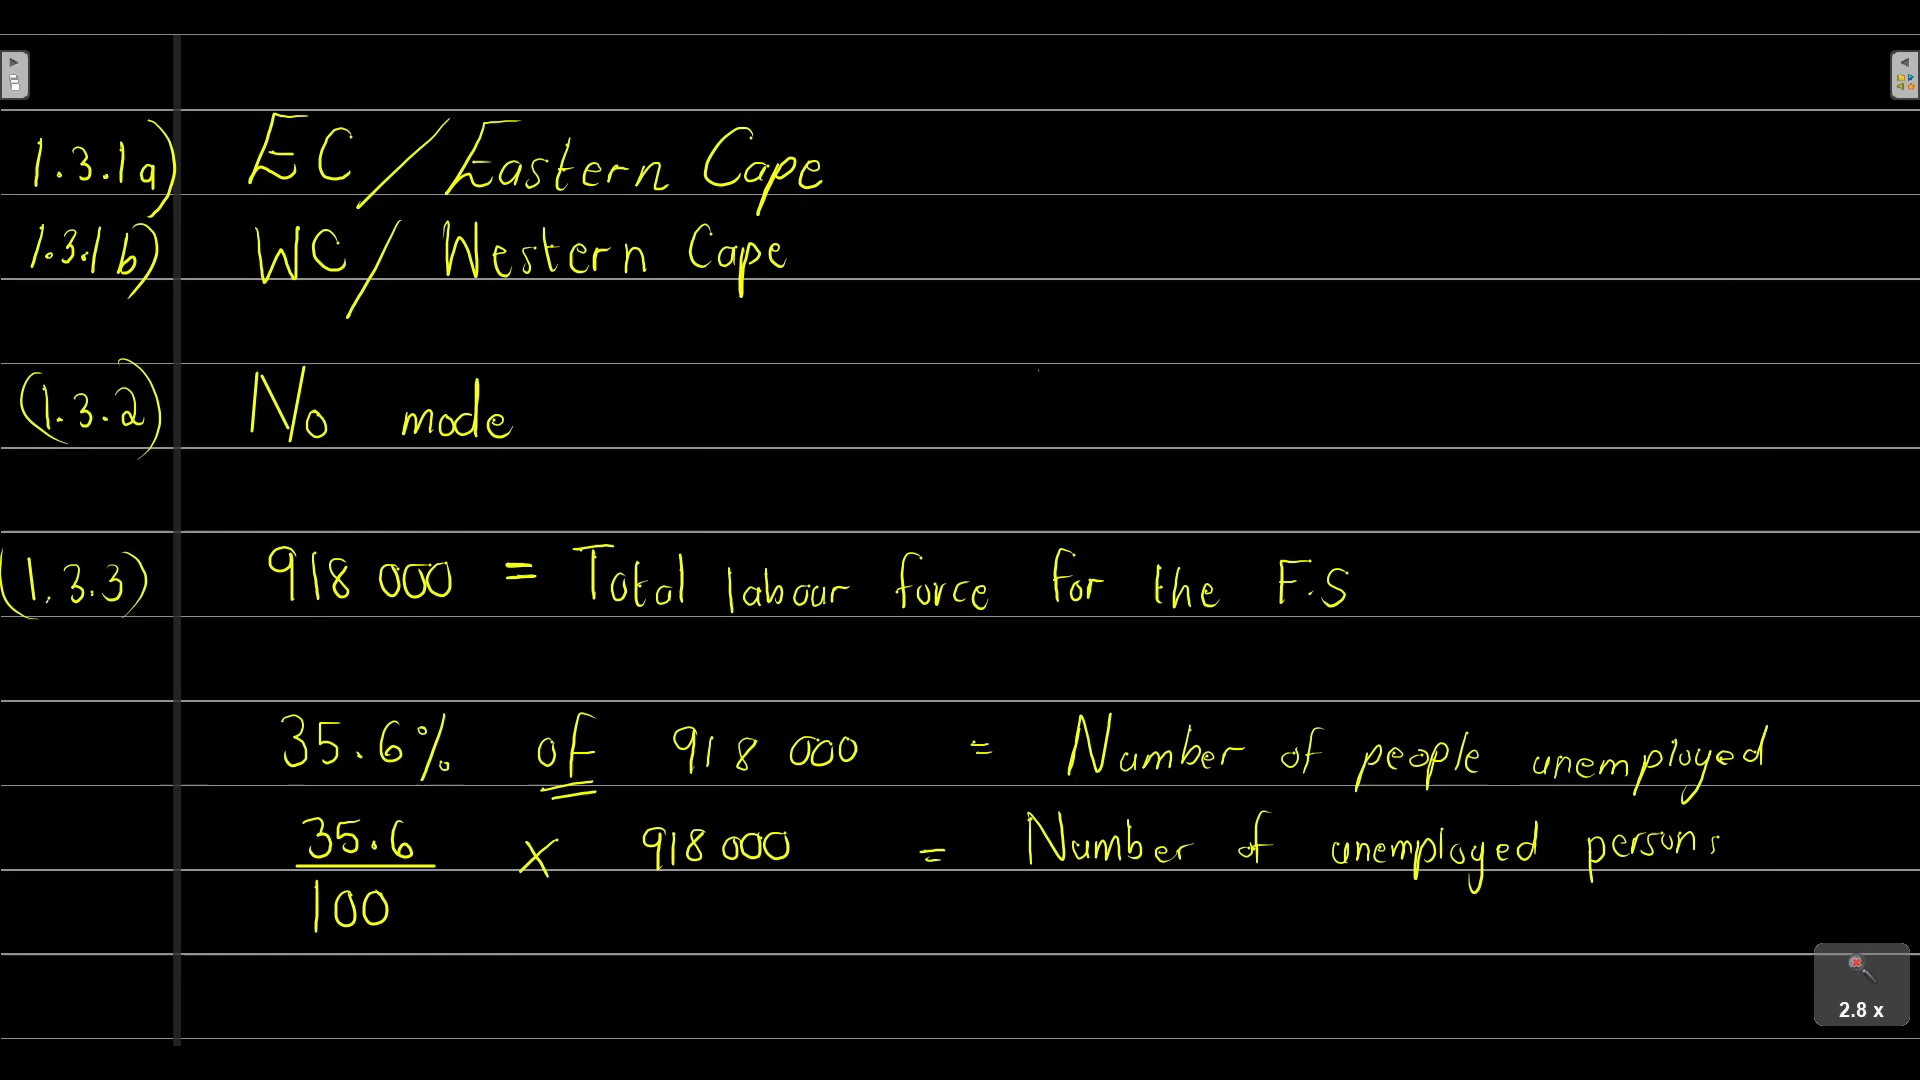 1.3.1a) EC / Eastern Cape
1.3.1b) WC / Western Cape
(1.3.2) No mode
(1.3.3) 918 000 = Total labour force for the F.S
35.6% of 918 000 = Number of people unemployed
35.6
× 918 000 = Number of unemployed persons
100
2.8 x